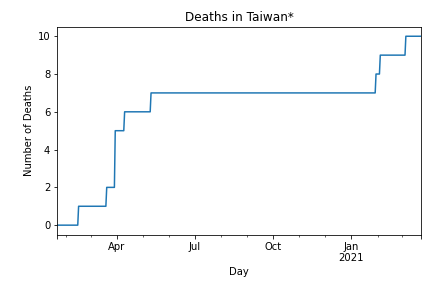 Deaths in Taiwan*
Number of Deaths
10
8
6
4
2
0
Apr
Jul
Oct
Jan
2021
Day